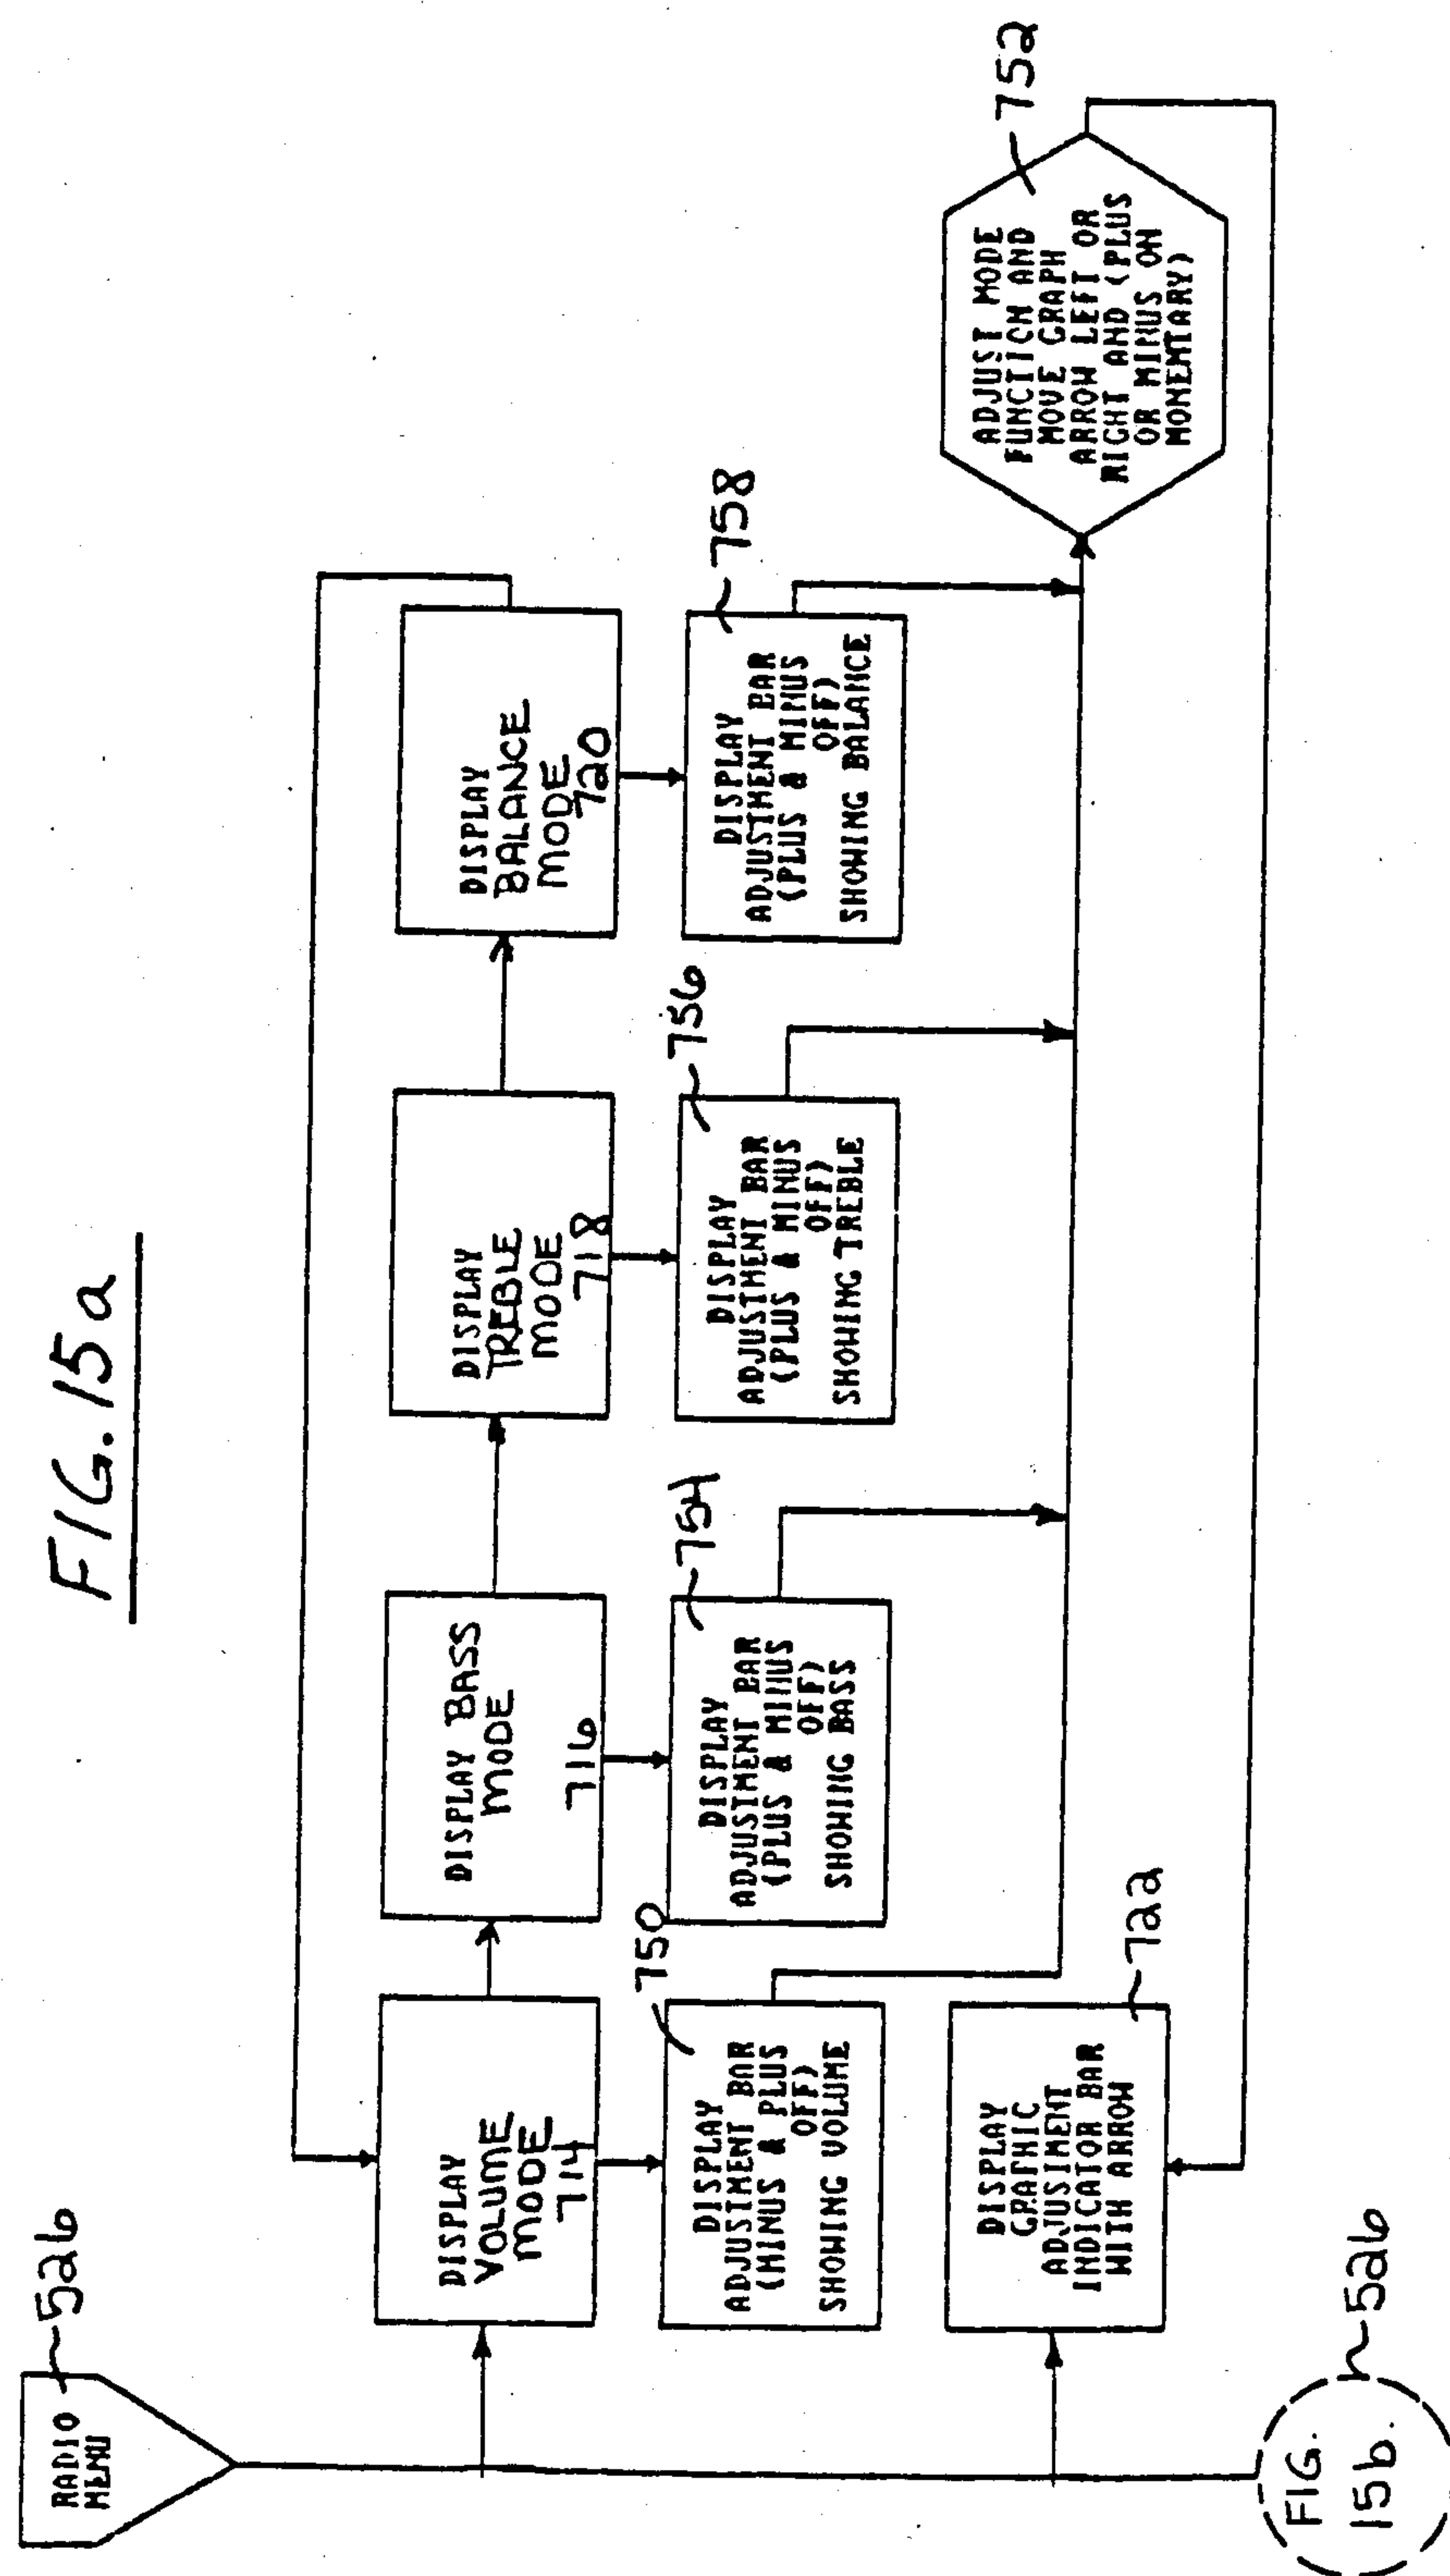 FIG. 15a
RADIO
MENU
526
DISPLAY
VOLUME
MODE
714
DISPLAY BASS
MODE
716
DISPLAY
TREBLE
MODE
718
DISPLAY
BALANCE
MODE
720
750
DISPLAY
ADJUSTMENT BAR
(MINUS & PLUS
OFF)
SHOWING VOLUME
754
DISPLAY
ADJUSTMENT BAR
(PLUS & MINUS
OFF)
SHOWING BASS
756
DISPLAY
ADJUSTMENT BAR
(PLUS & MINUS
OFF)
SHOWING TREBLE
758
DISPLAY
ADJUSTMENT BAR
(PLUS & MINUS
OFF)
SHOWING BALANCE
722
DISPLAY
GRAFHIC
ADJUSTMENT
INDICATOR BAR
WITH ARROW
752
ADJUST MODE
FUNCTION AND
MOVE GRAPH
ARROW LEFT OR
RIGHT AND (PLUS
OR MINUS ON
MONEMTARY)
FIG.
15b.
526